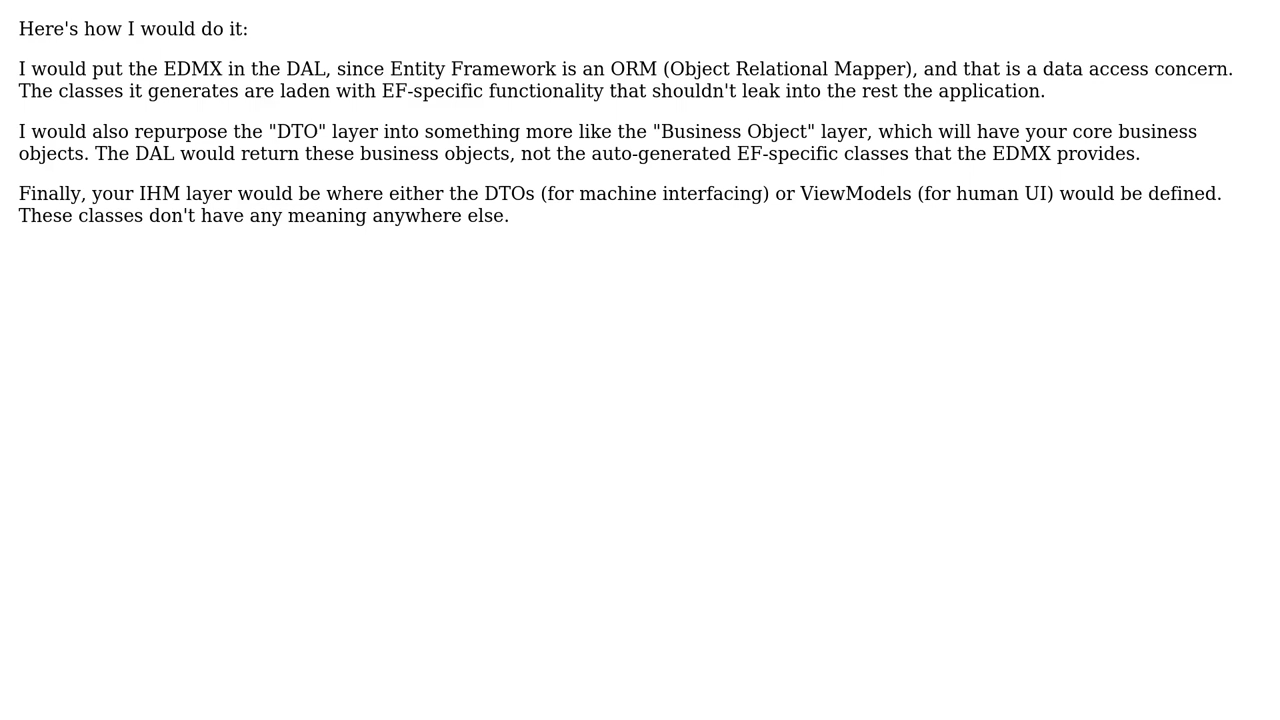 Here's how I would do it:
I would put the EDMX in the DAL, since Entity Framework is an ORM (Object Relational Mapper), and that is a data access concern.
The classes it generates are laden with EF-specific functionality that shouldn't leak into the rest the application.
I would also repurpose the "DTO" layer into something more like the "Business Object" layer, which will have your core business
objects. The DAL would return these business objects, not the auto-generated EF-specific classes that the EDMX provides.
Finally, your IHM layer would be where either the DTOs (for machine interfacing) or ViewModels (for human UI) would be defined.
These classes don't have any meaning anywhere else.